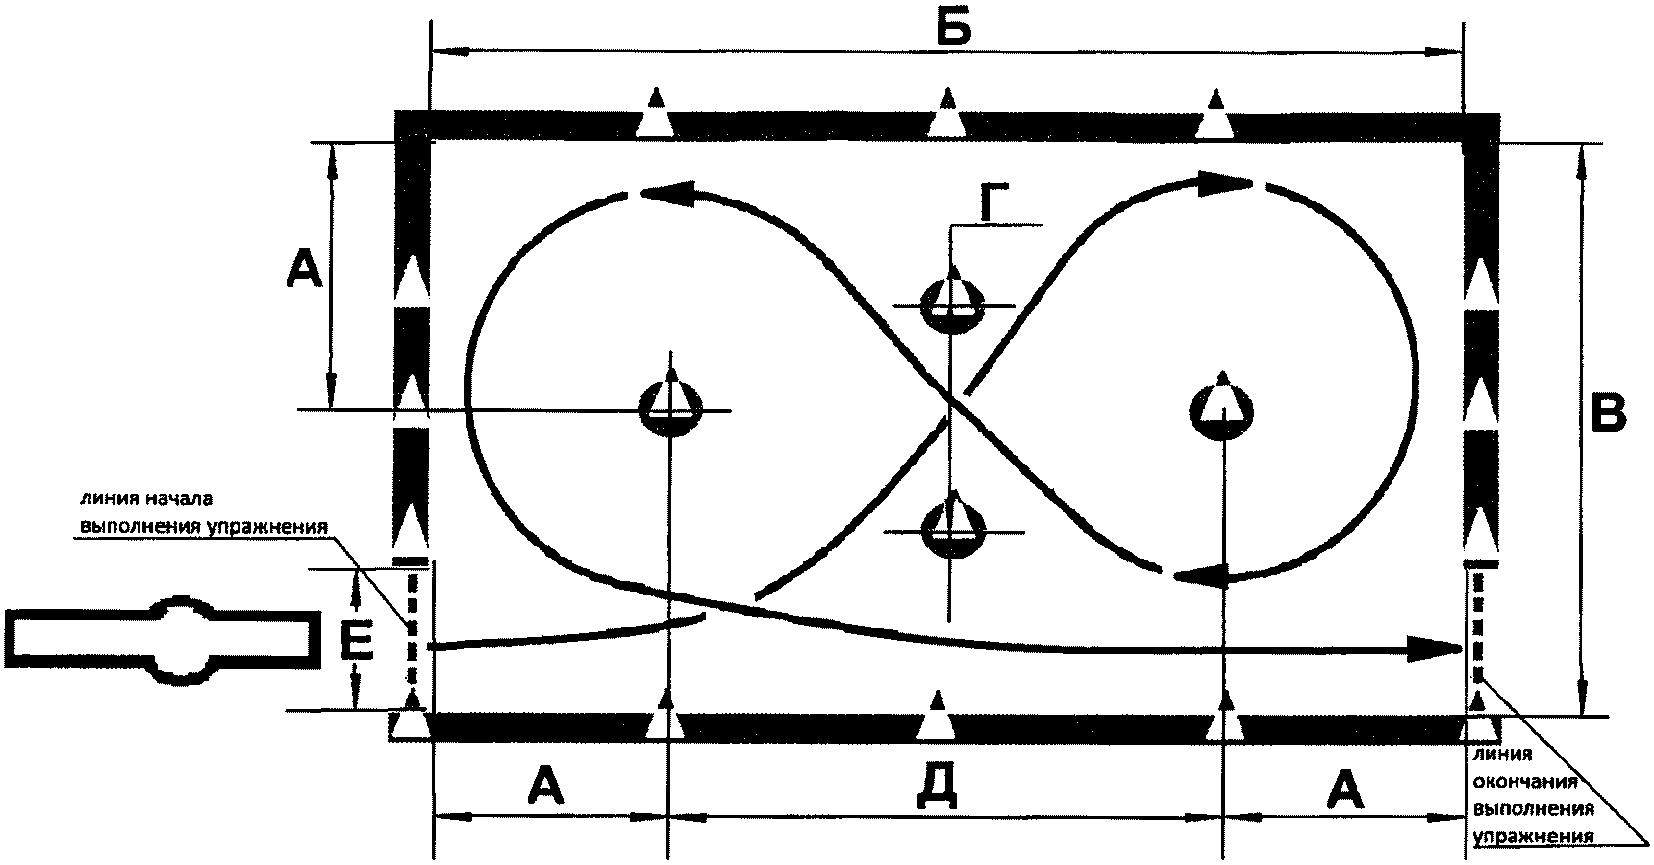 Б
Г
А
В
линия начала
выполнения упражнения
Е
линия
окончания
выполнения
упражнения
А
Д
А